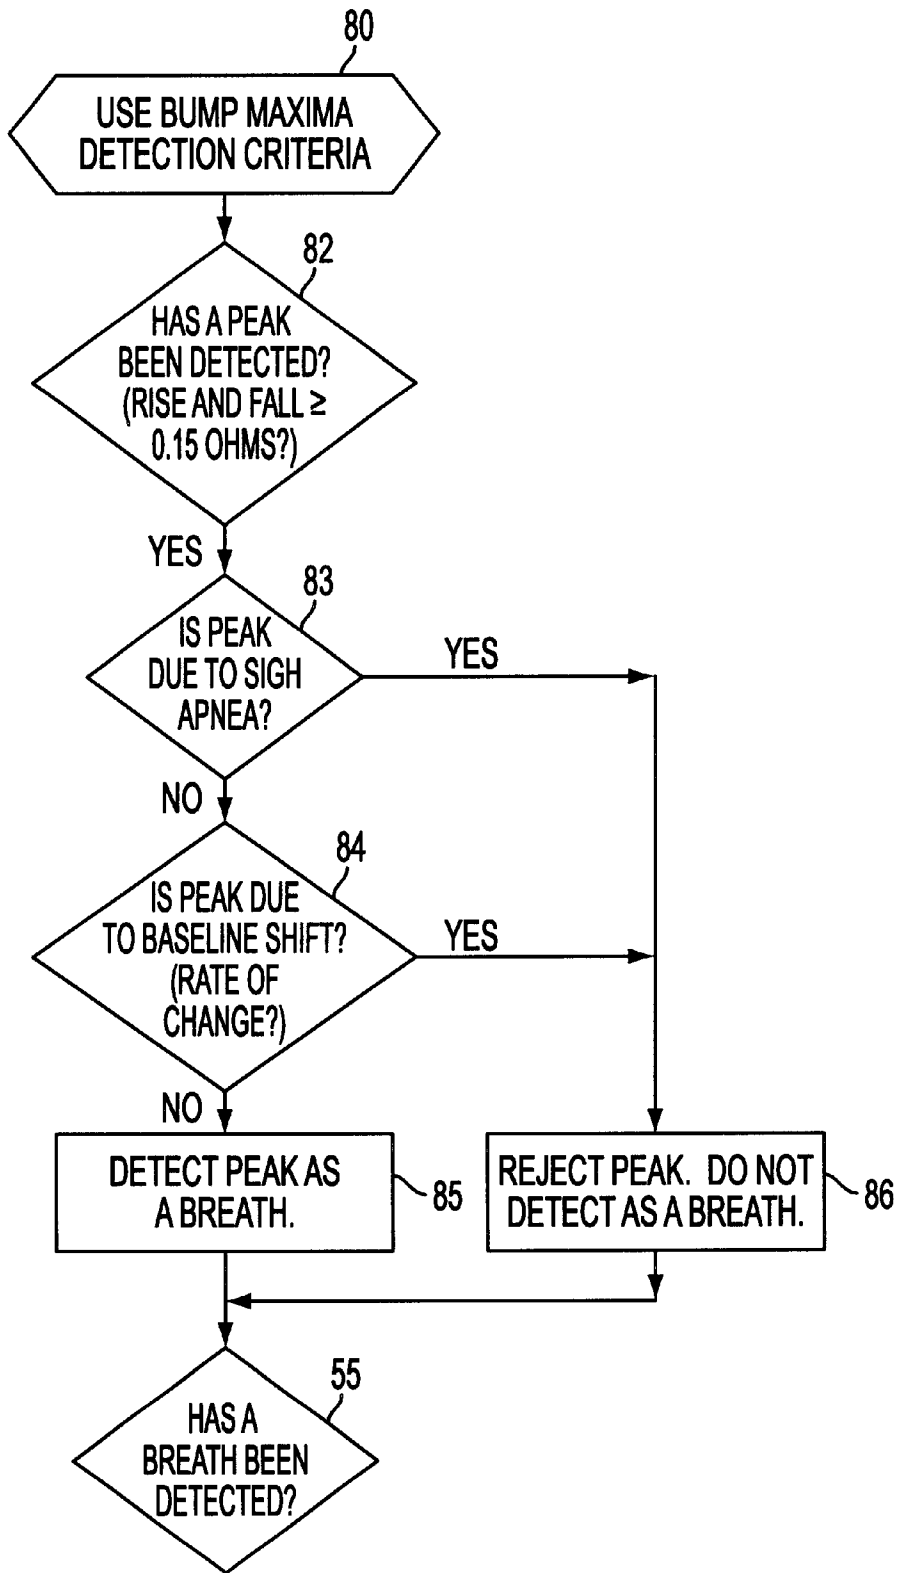 80
USE BUMP MAXIMA
DETECTION CRITERIA
82
HAS A PEAK
BEEN DETECTED?
(RISE AND FALL ≥
0.15 OHMS?)
YES
83
IS PEAK
DUE TO SIGH
APNEA?
YES
NO
84
IS PEAK DUE
TO BASELINE SHIFT?
(RATE OF
CHANGE?)
YES
NO
DETECT PEAK AS
A BREATH.
85
REJECT PEAK. DO NOT
DETECT AS A BREATH.
86
55
HAS A
BREATH BEEN
DETECTED?